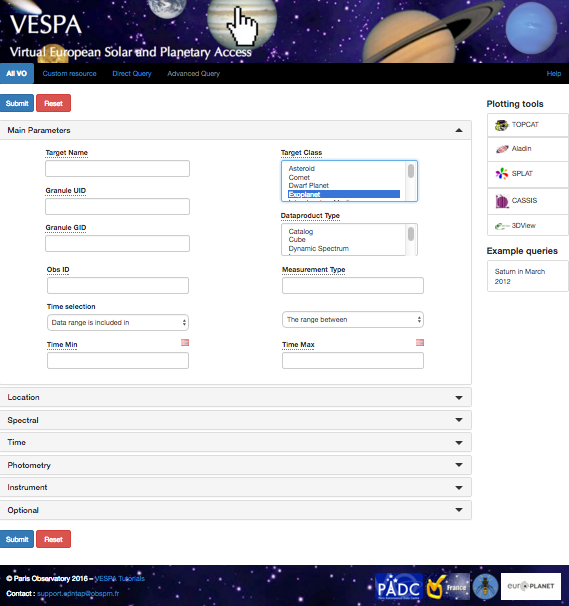 VESPA
Virtual European Solar and Planetary Access
All VO Custom resource Direct Query Advanced Query Help
Submit Reset
Plotting tools
Main Parameters
TOPCAT
Target Name Target Class
Aladin
Asteroid
Comet
Dwarf Planet
Exoplanet
SPLAT
Granule UID
CASSIS
Dataproduct Type
Granule GID
3DView
Catalog
Cube
Dynamic Spectrum
Example queries
Obs ID Measurement Type
Saturn in March
2012
Time selection
Data range is included in The range between
Time Min Time Max
Location
Spectral
Time
Photometry
Instrument
Optional
Submit Reset
© Paris Observatory 2016 – VESPA Tutorials
Contact : support.epntap@obspm.fr
PADC
France
euroPLANET